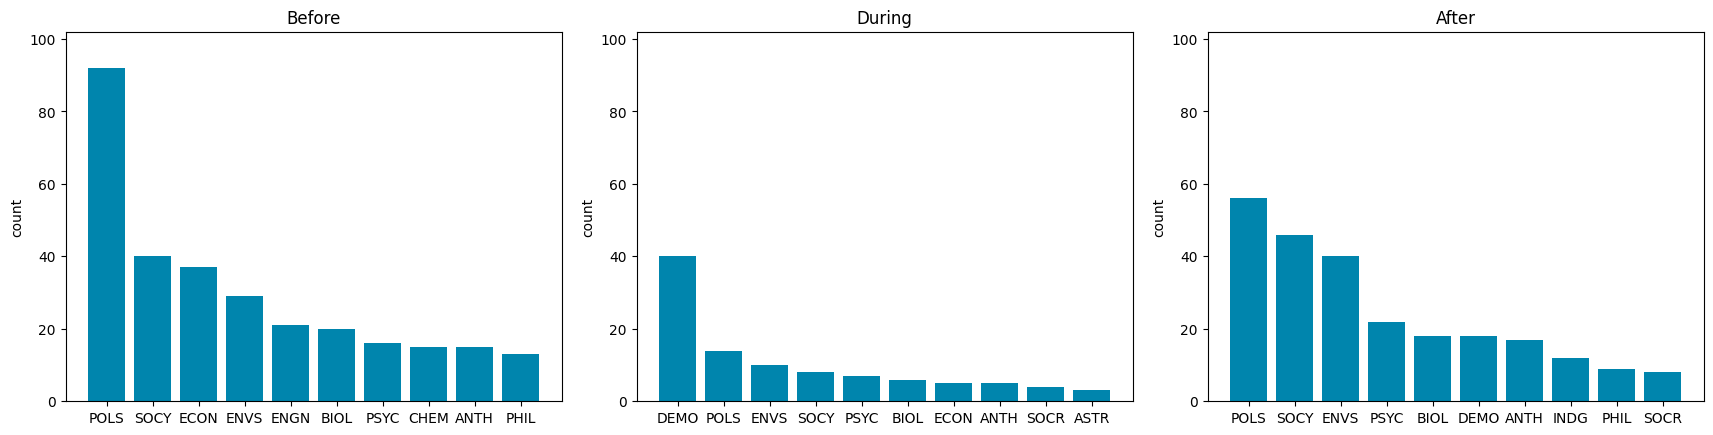 Before
100
80
60
40
20
0
count
POLS SOCY ECON ENVS ENGN BIOL PSYC CHEM ANTH PHIL
During
100
80
60
40
20
0
count
DEMO POLS ENVS SOCY PSYC BIOL ECON ANTH SOCR ASTR
After
100
80
60
40
20
0
count
POLS SOCY ENVS PSYC BIOL DEMO ANTH INDG PHIL SOCR